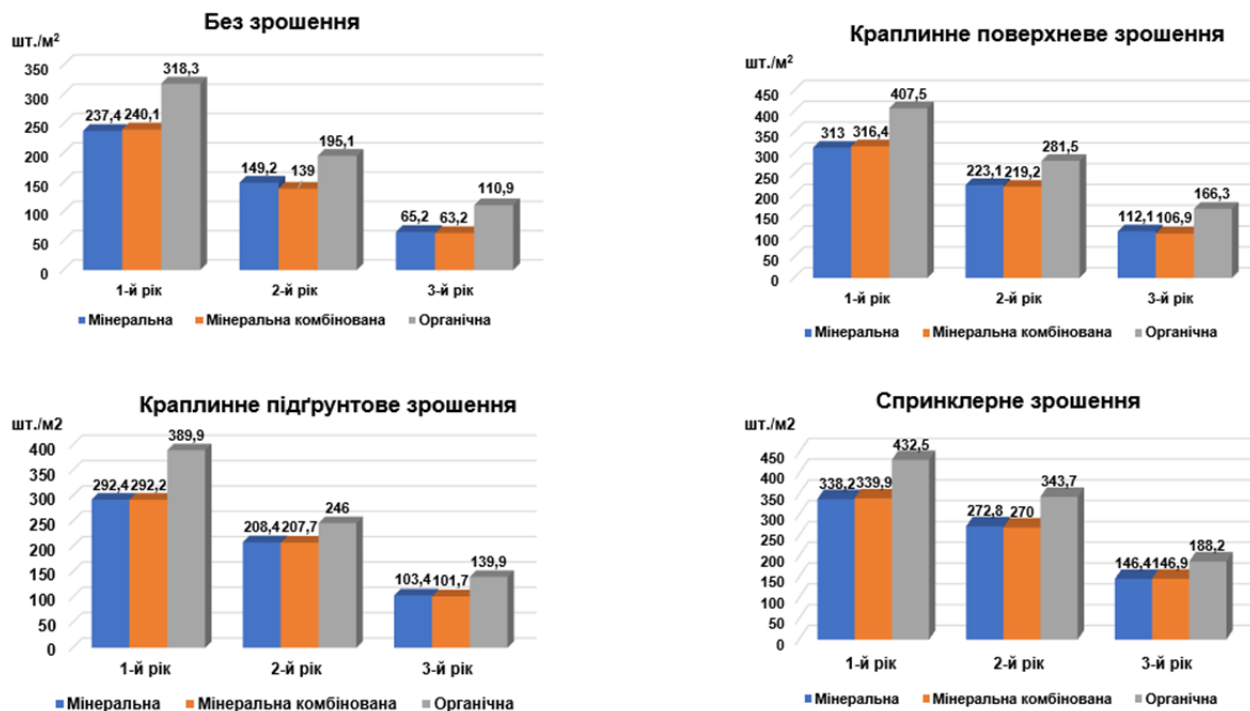 Без зрошення
шт./м²
350
300
250
200
150
100
50
0
237,4 240,1 318,3
149,2 139 195,1
65,2 63,2 110,9
1-й рік 2-й рік 3-й рік
Мінеральна Мінеральна комбінована Органічна
Краплинне поверхневе зрошення
шт./м²
450
400
350
300
250
200
150
100
50
0
313 316,4 407,5
223,1 219,2 281,5
112,1 106,9 166,3
1-й рік 2-й рік 3-й рік
Мінеральна Мінеральна комбінована Органічна
Краплинне підґрунтове зрошення
шт./м2
400
350
300
250
200
150
100
50
0
292,4 292,2 389,9
208,4 207,7 246
103,4 101,7 139,9
1-й рік 2-й рік 3-й рік
Мінеральна Мінеральна комбінована Органічна
Спринклерне зрошення
шт./м2
450
400
350
300
250
200
150
100
50
0
338,2 339,9 432,5
272,8 270 343,7
146,4 146,9 188,2
1-й рік 2-й рік 3-й рік
Мінеральна Мінеральна комбінована Органічна